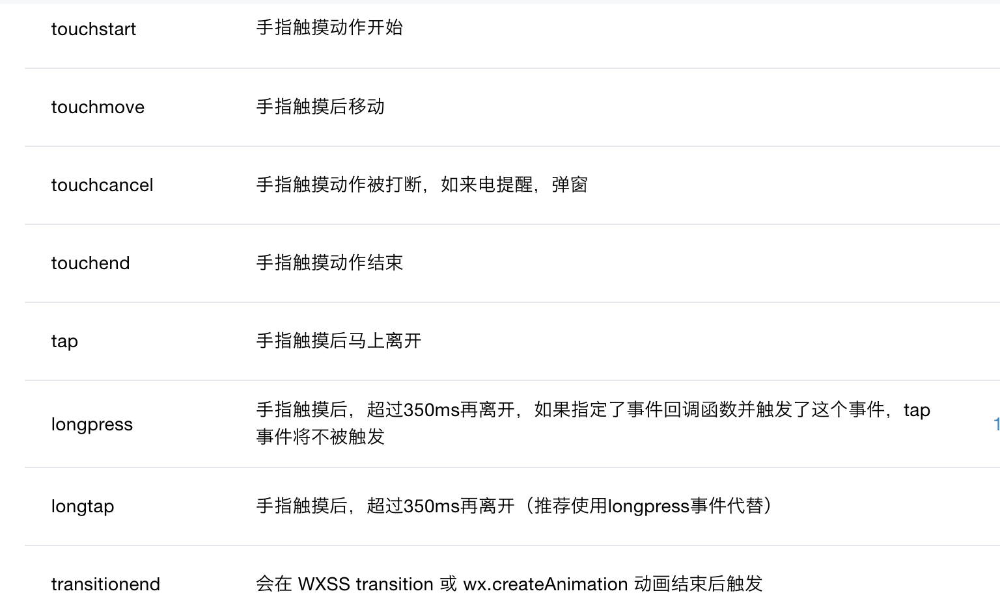 touchstart 手指触摸动作开始
touchmove 手指触摸后移动
touchcancel 手指触摸动作被打断，如来电提醒，弹窗
touchend 手指触摸动作结束
tap 手指触摸后马上离开
longpress 手指触摸后，超过350ms再离开，如果指定了事件回调函数并触发了这个事件，tap
事件将不被触发
1
longtap 手指触摸后，超过350ms再离开（推荐使用longpress事件代替）
transitionend 会在 WXSS transition 或 wx.createAnimation 动画结束后触发